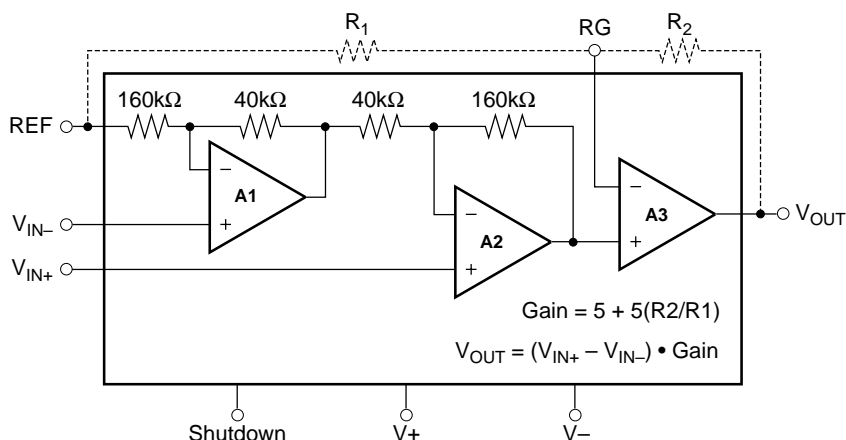 R1
RG
R2
160kΩ
40kΩ
40kΩ
160kΩ
REF
A1
−
+
VIN–
A2
−
+
VIN+
A3
−
+
VOUT
Gain = 5 + 5(R2/R1)
VOUT = (VIN+ – VIN–) • Gain
Shutdown
V+
V–